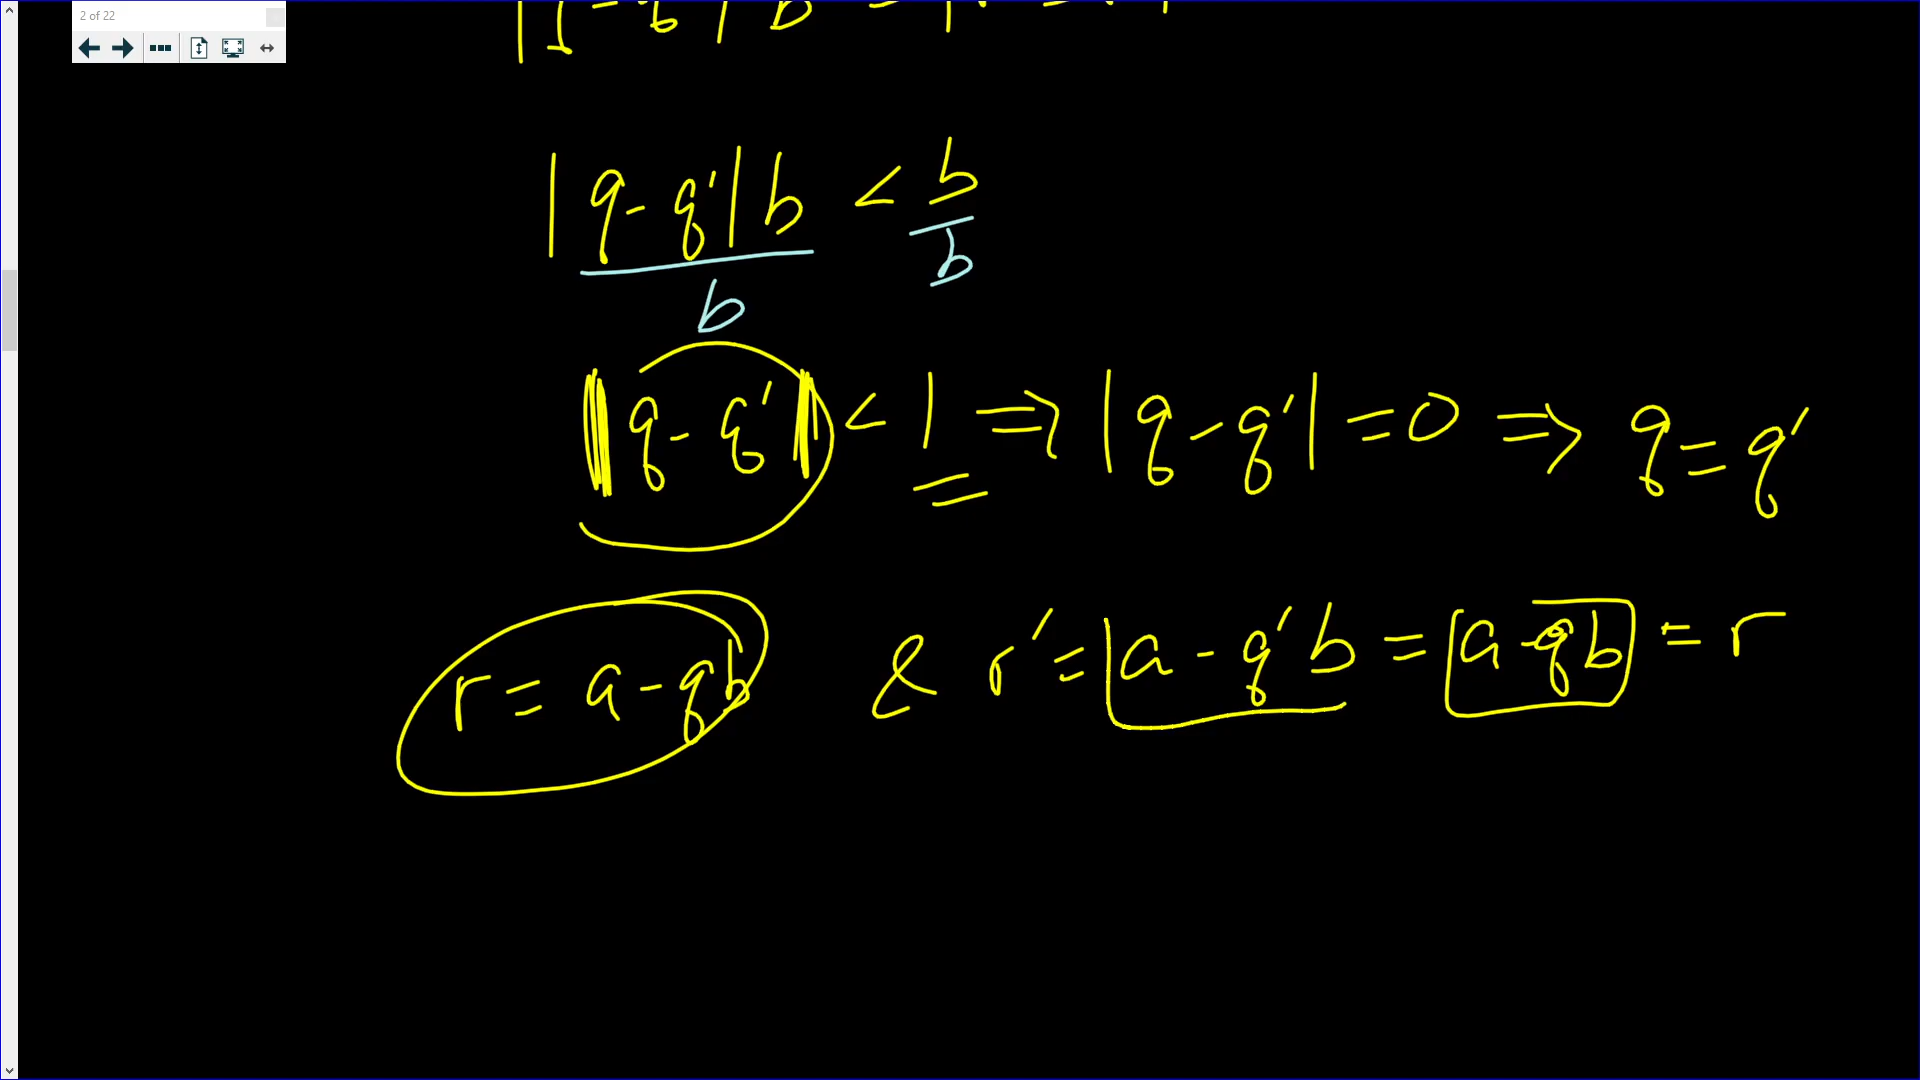 2 of 22
|q - q'| b < b
b b
|q - q'| < 1 ⇒ |q - q'| = 0 ⇒ q = q'
r = a - qb & r' = a - q'b = a - qb = r